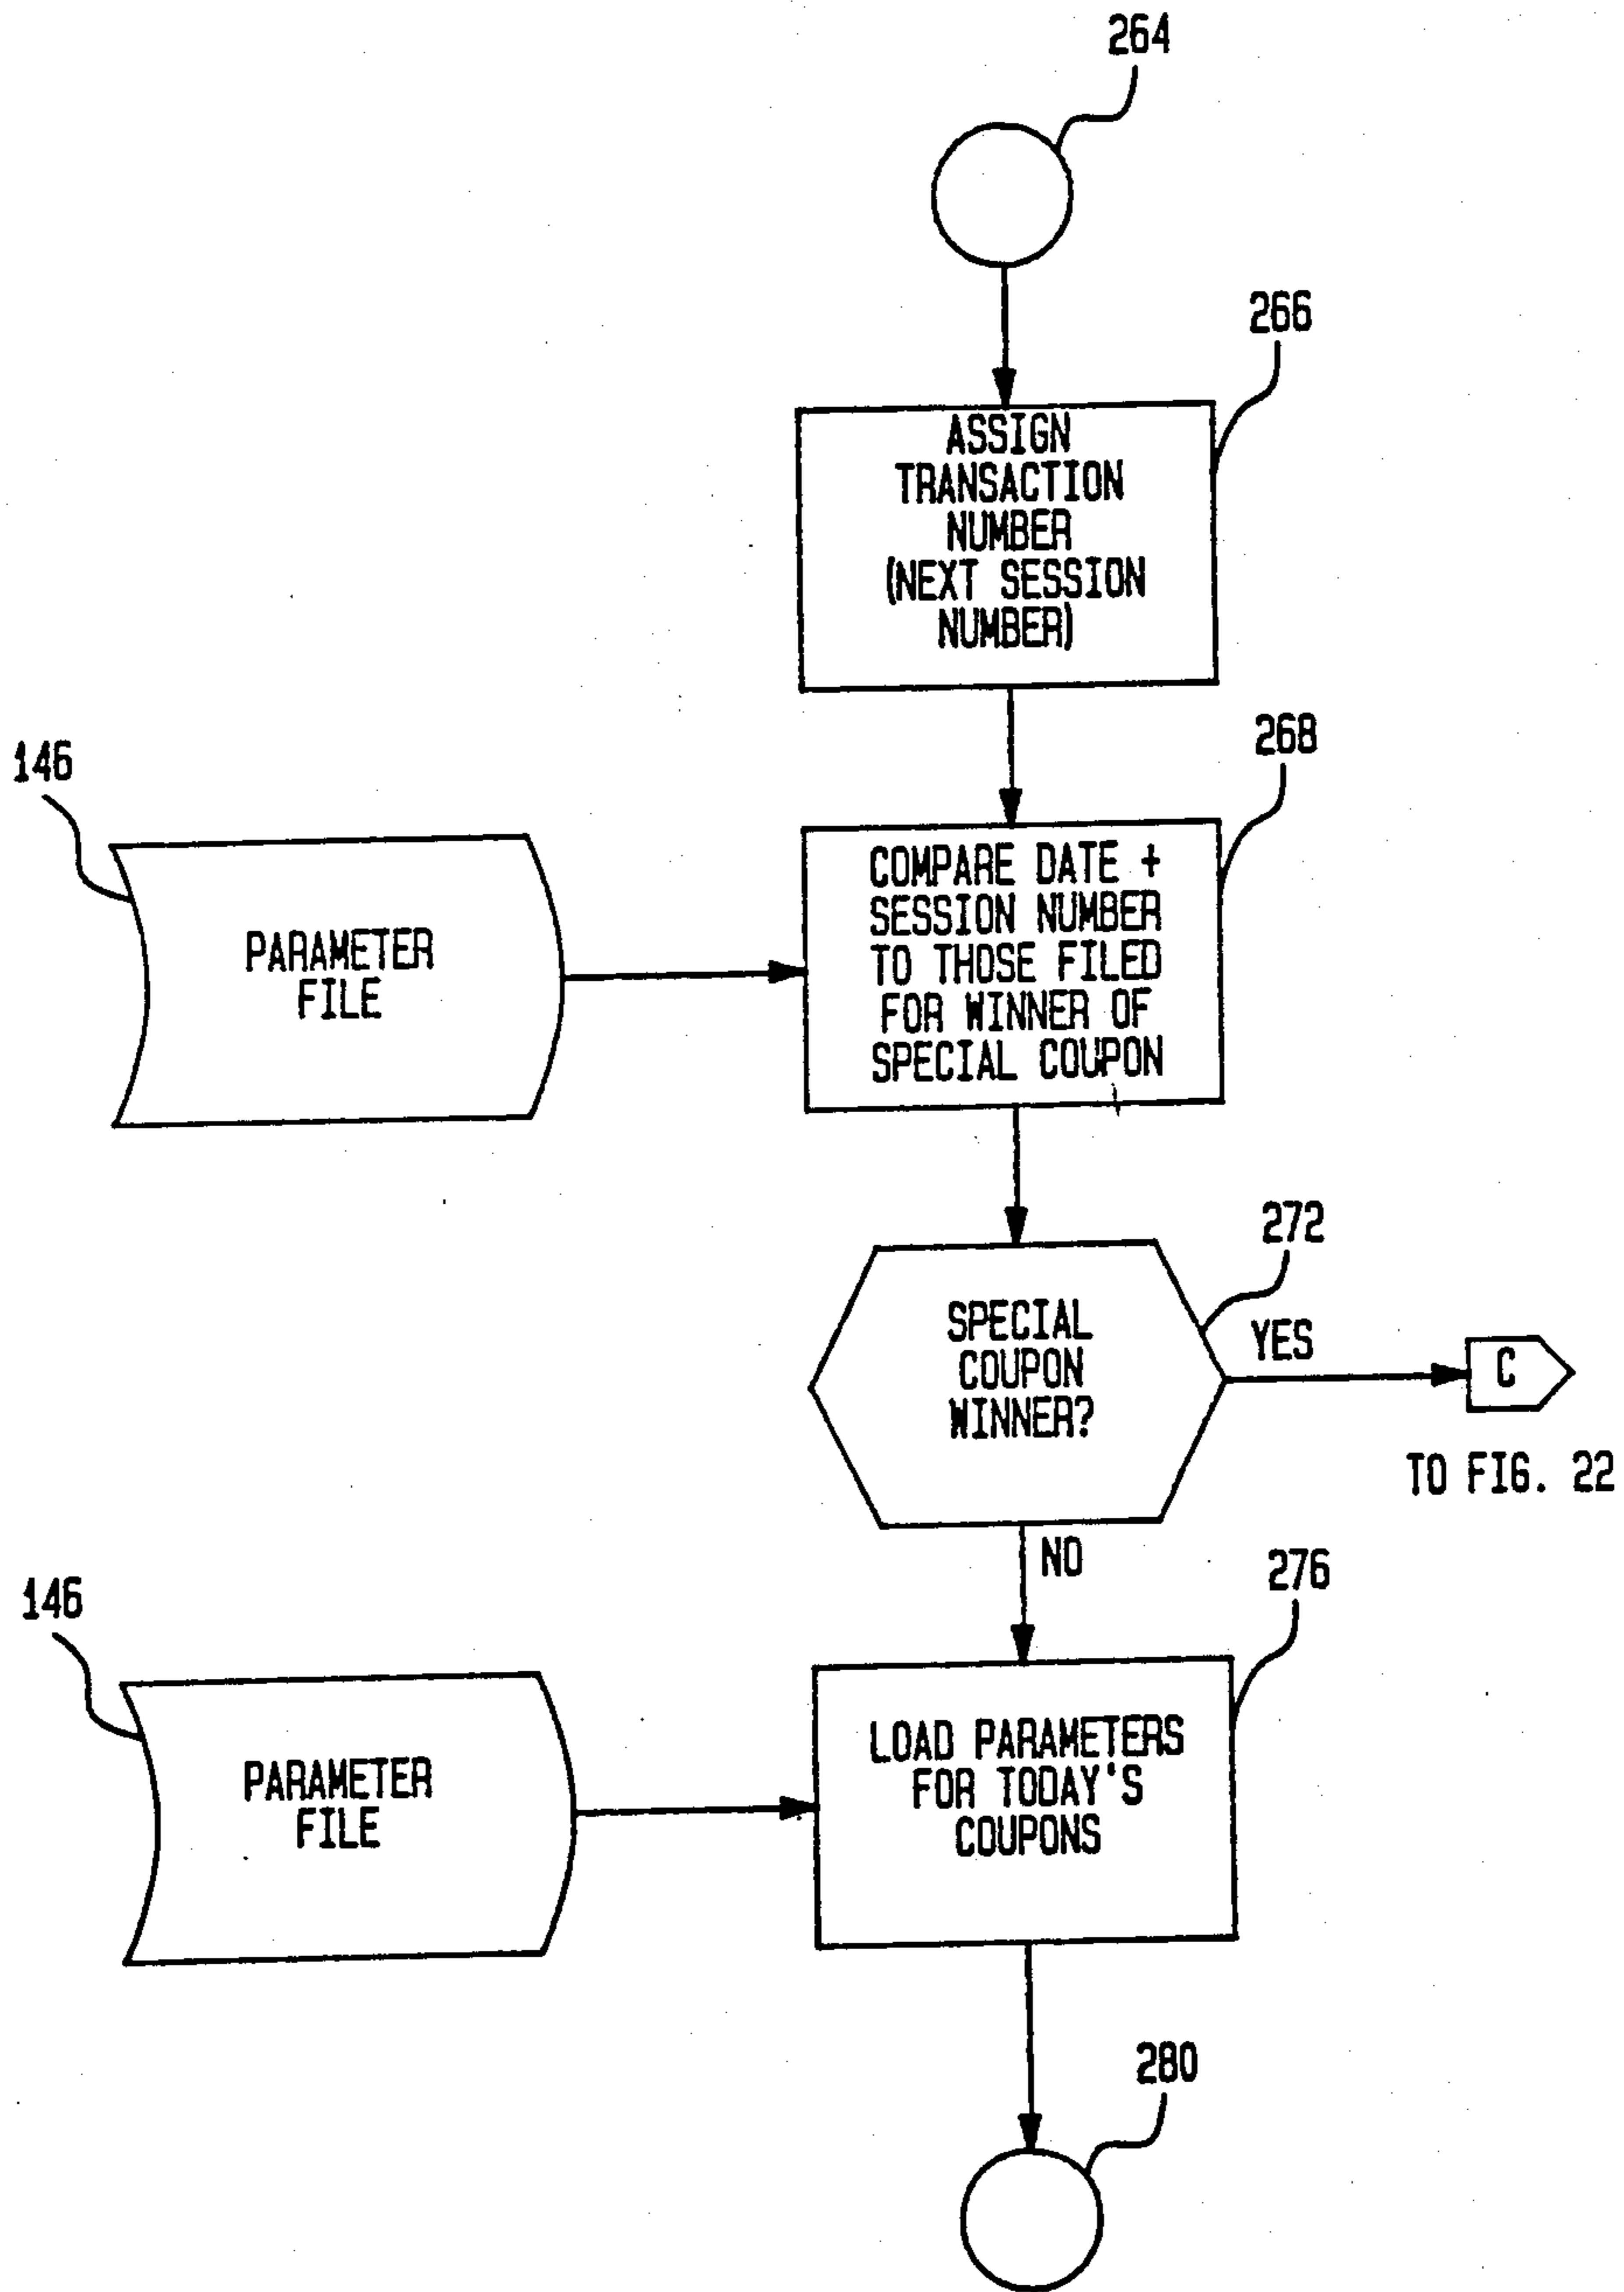 264
266
ASSIGN
TRANSACTION
NUMBER
(NEXT SESSION
NUMBER)
268
146
COMPARE DATE +
SESSION NUMBER
TO THOSE FILED
FOR WINNER OF
SPECIAL COUPON
PARAMETER
FILE
272
SPECIAL
COUPON
WINNER?
YES
C
TO FIG. 22
NO
276
146
LOAD PARAMETERS
FOR TODAY'S
COUPONS
PARAMETER
FILE
280